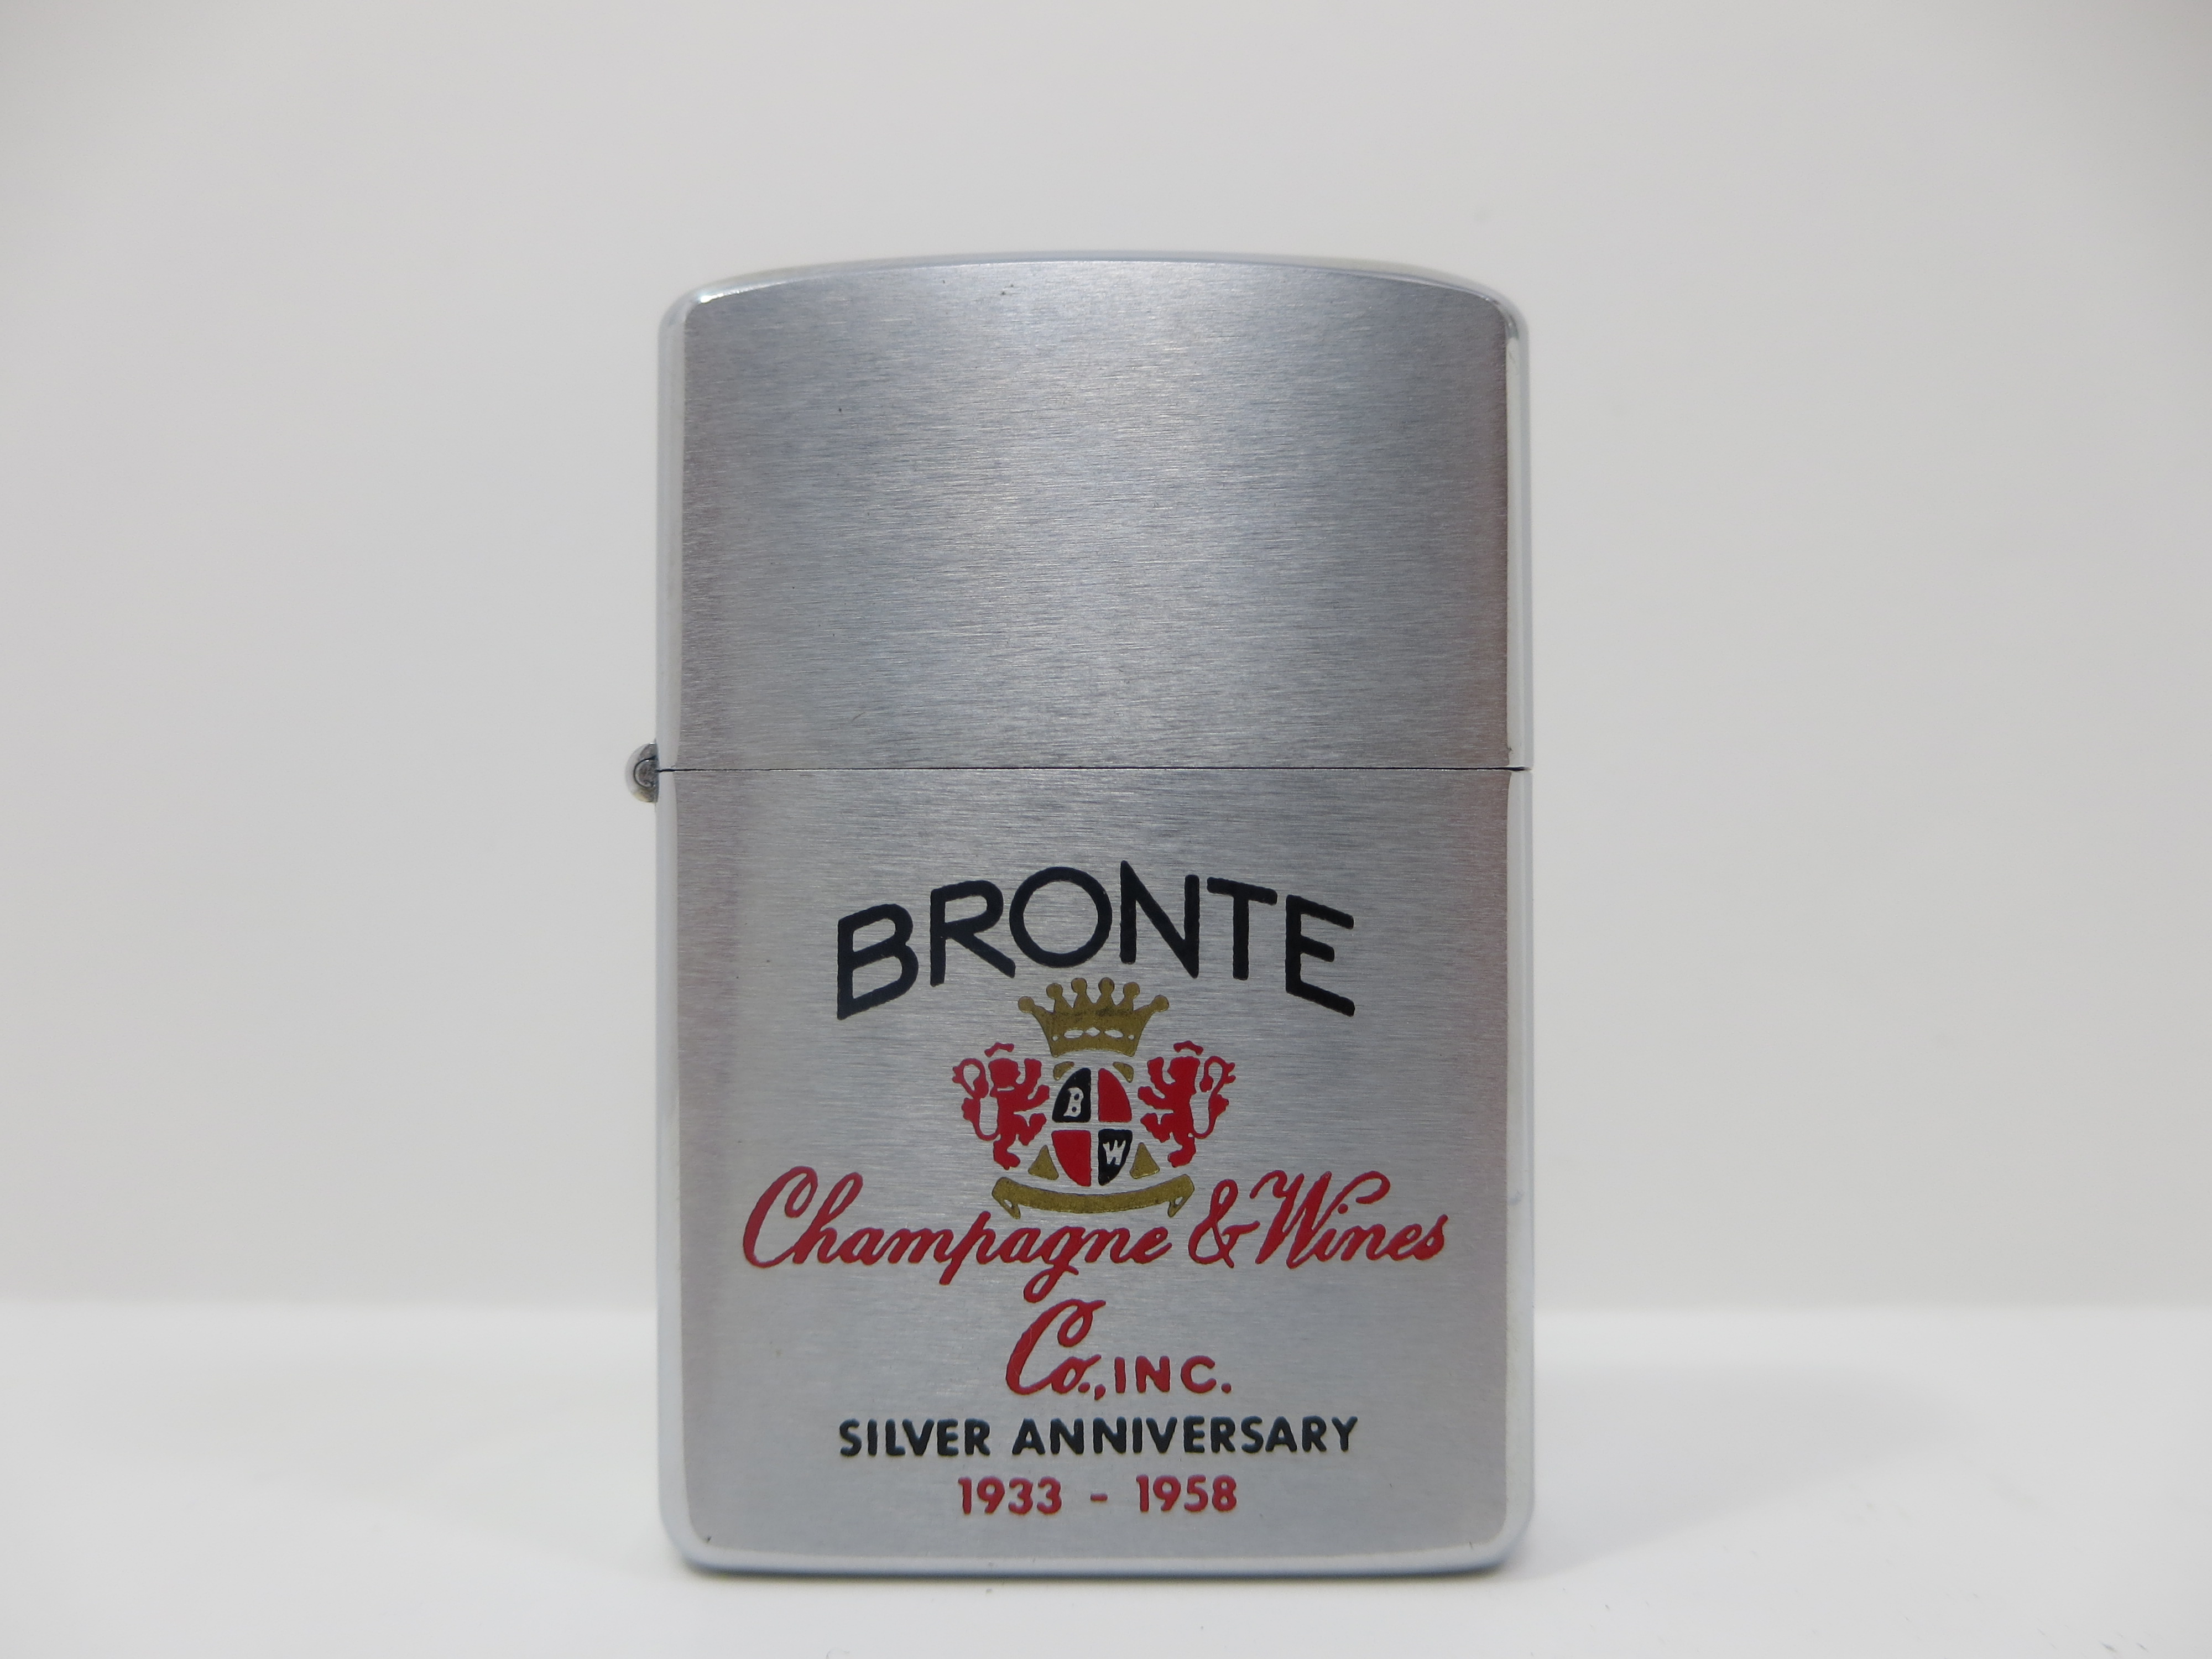 BRONTE
B
W
Champagne & Wines
Co., INC.
SILVER ANNIVERSARY
1933 - 1958